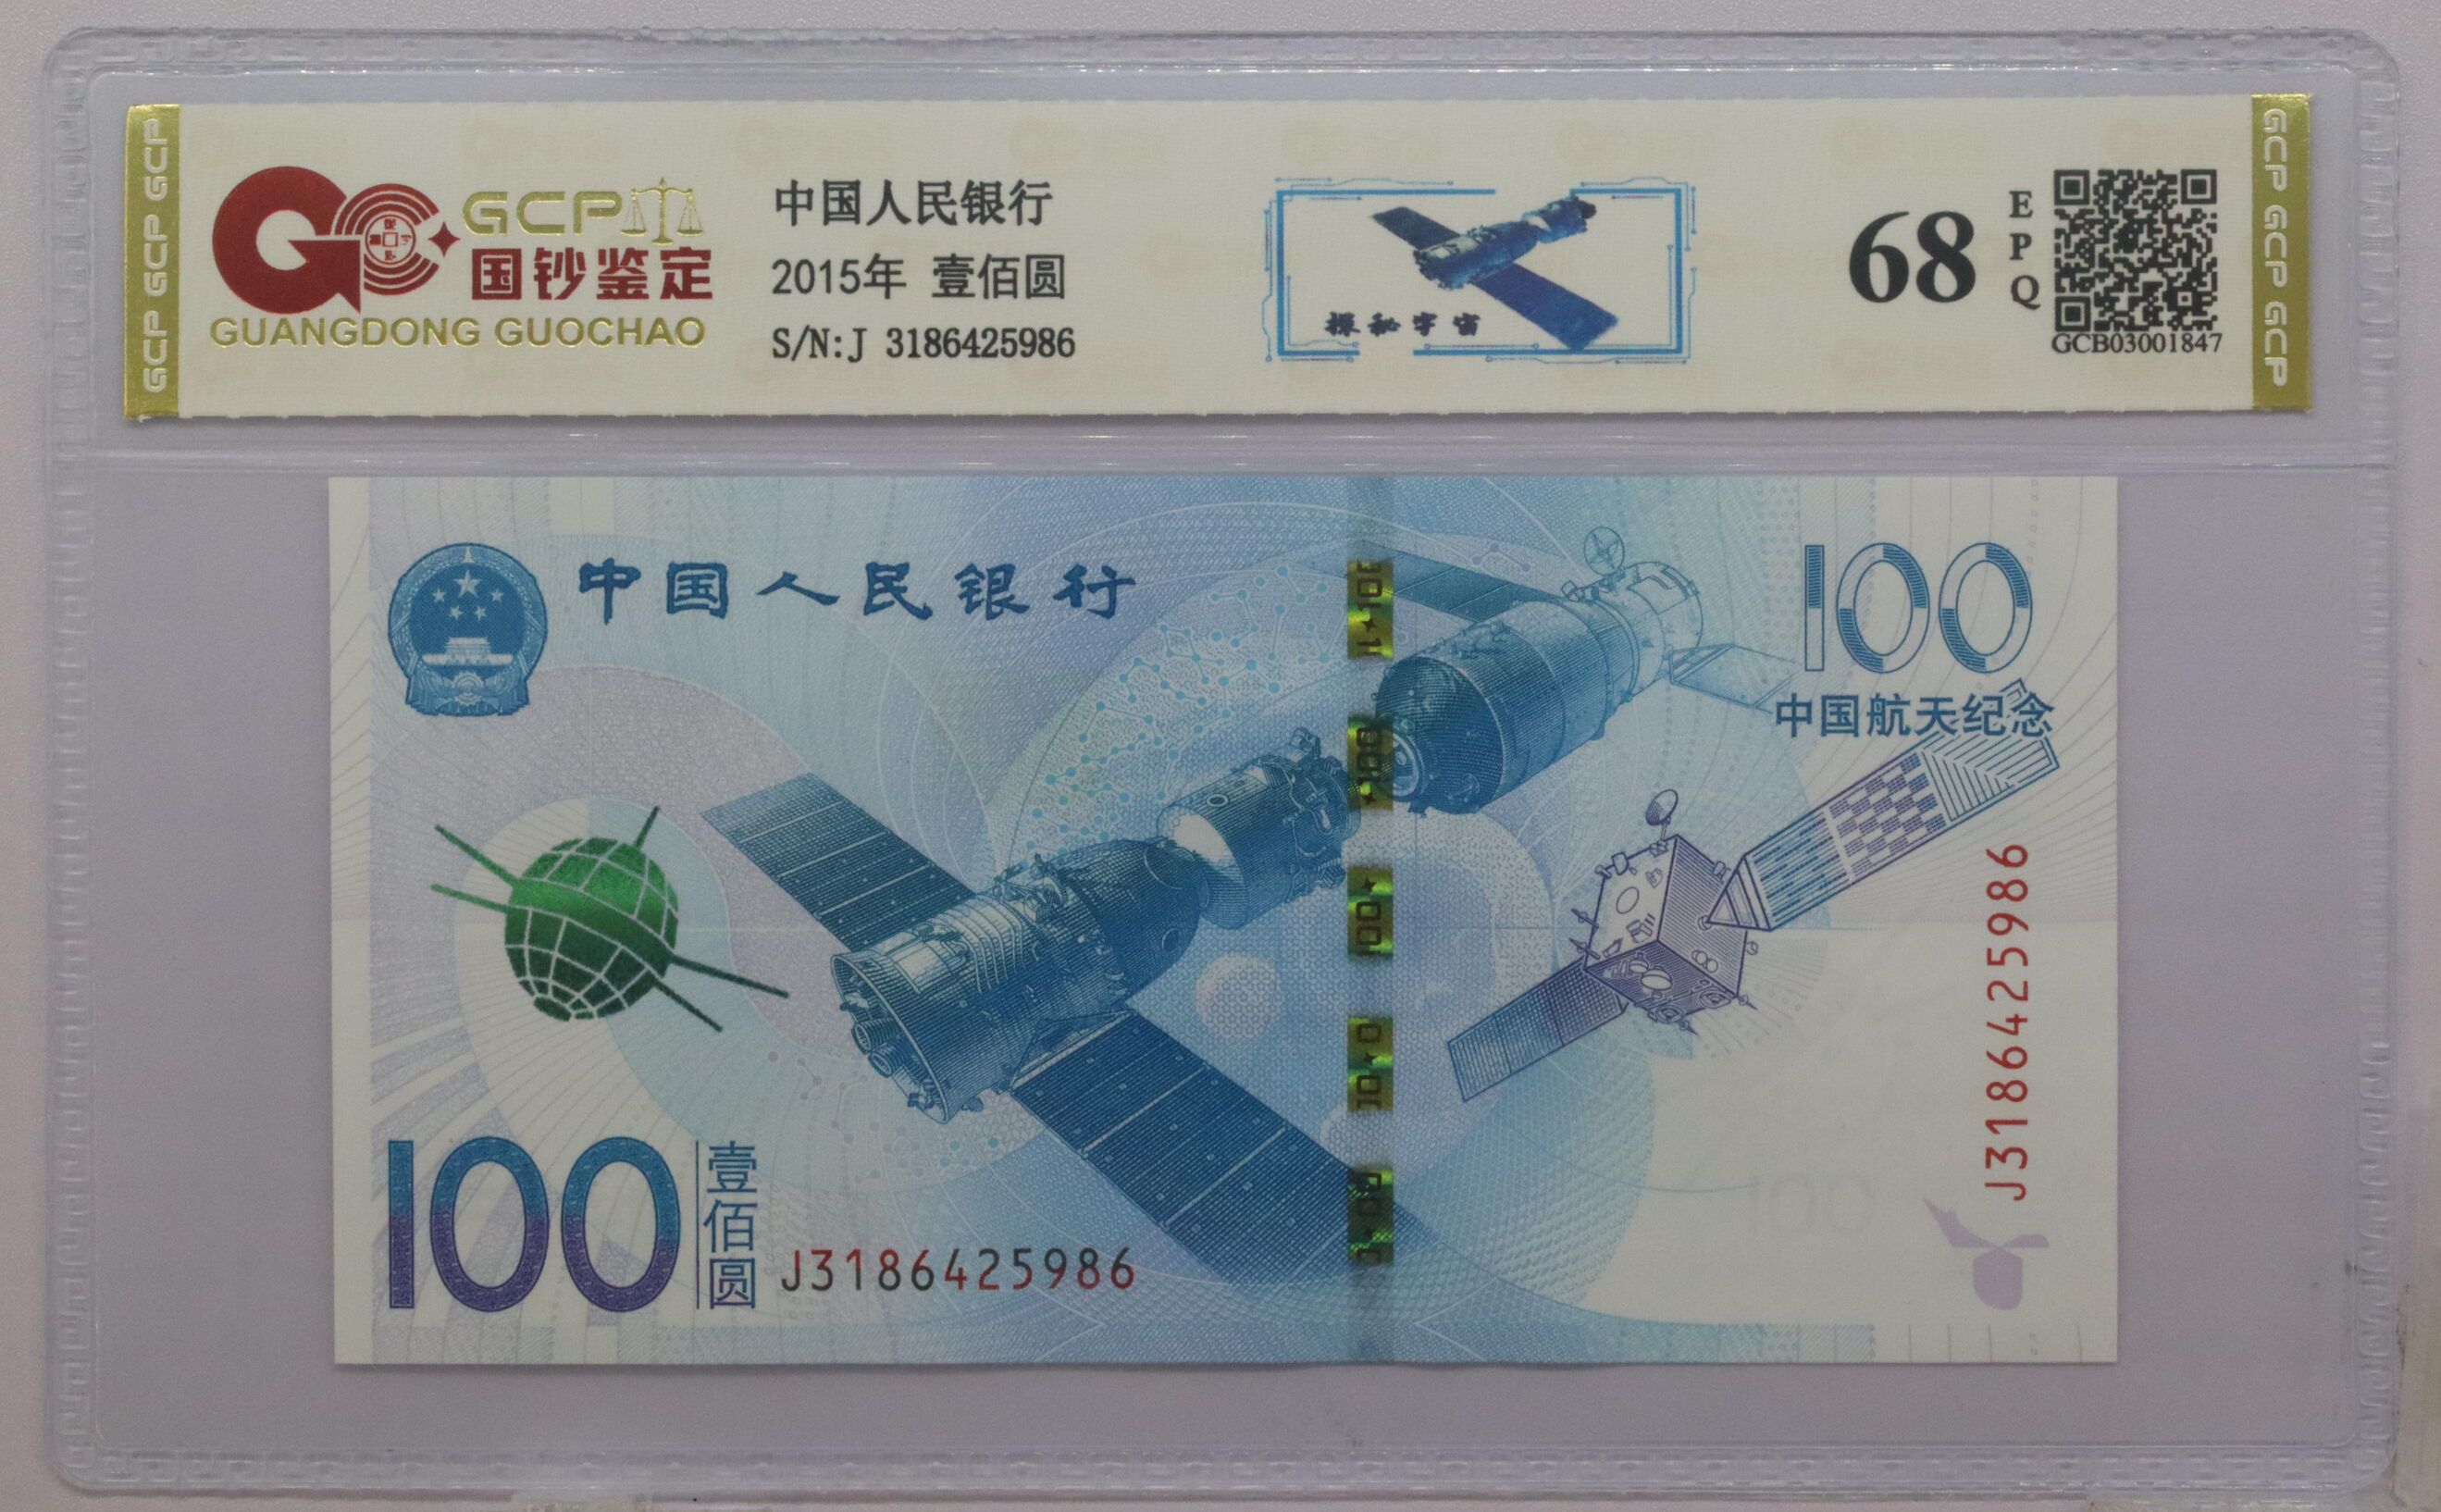 GCP GCP GCP
GCP
国钞鉴定
GUANGDONG GUOCHAO
中国人民银行
2015年 壹佰圆
S/N:J 3186425986
探秘宇宙
68
EPQ
GCB03001847
GCP GCP GCP
中国人民银行
100
中国航天纪念
J3186425986
100
壹佰圆
J3186425986
100